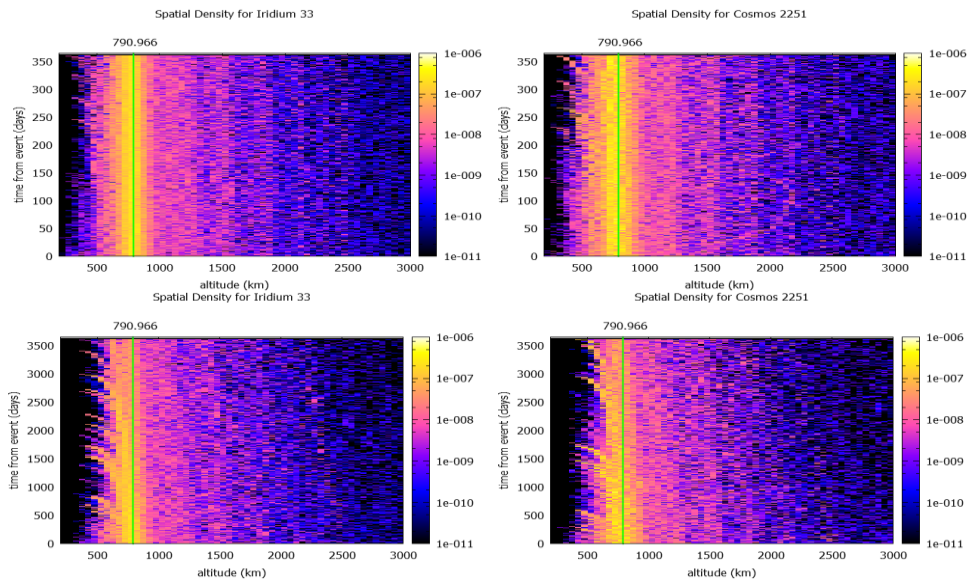 Spatial Density for Iridium 33
790.966
350
300
250
200
150
100
50
0
time from event (days)
500 1000 1500 2000 2500 3000
altitude (km)
1e-006
1e-007
1e-008
1e-009
1e-010
1e-011
Spatial Density for Cosmos 2251
790.966
350
300
250
200
150
100
50
0
time from event (days)
500 1000 1500 2000 2500 3000
altitude (km)
1e-006
1e-007
1e-008
1e-009
1e-010
1e-011
Spatial Density for Iridium 33
790.966
3500
3000
2500
2000
1500
1000
500
0
time from event (days)
500 1000 1500 2000 2500 3000
altitude (km)
1e-006
1e-007
1e-008
1e-009
1e-010
1e-011
Spatial Density for Cosmos 2251
790.966
3500
3000
2500
2000
1500
1000
500
0
time from event (days)
500 1000 1500 2000 2500 3000
altitude (km)
1e-006
1e-007
1e-008
1e-009
1e-010
1e-011